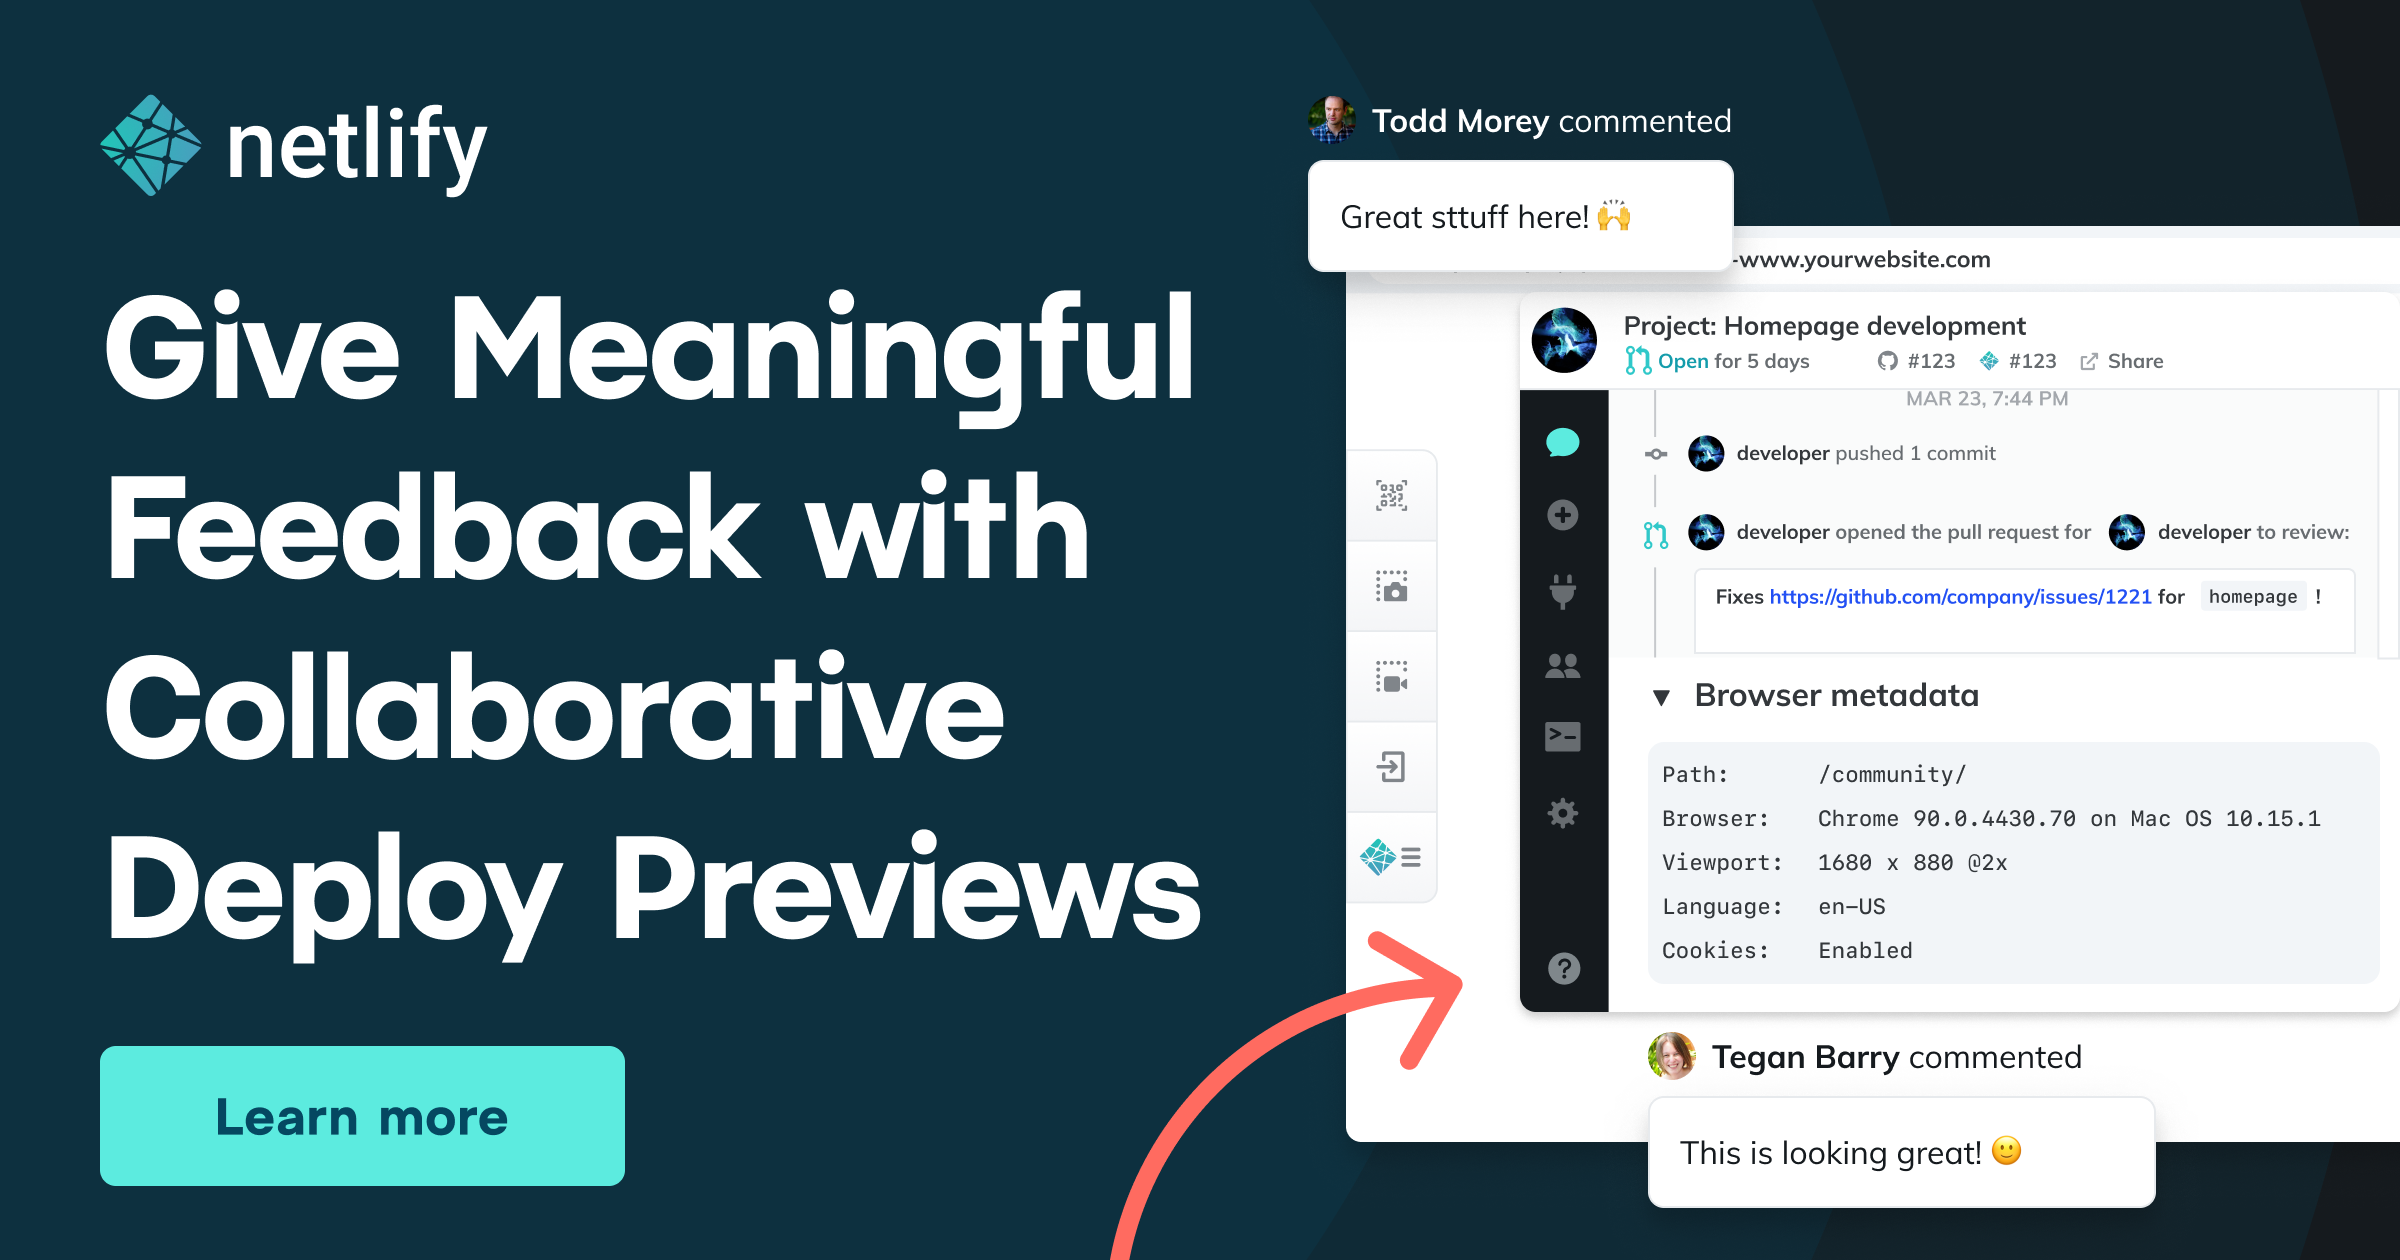 netlify
Give Meaningful
Feedback with
Collaborative
Deploy Previews
Learn more
Todd Morey commented
Great sttuff here! 🙌
-www.yourwebsite.com
Project: Homepage development
Open for 5 days #123 #123 Share
MAR 23, 7:44 PM
developer pushed 1 commit
developer opened the pull request for developer to review:
Fixes https://github.com/company/issues/1221 for homepage !
▼ Browser metadata
Path: /community/
Browser: Chrome 90.0.4430.70 on Mac OS 10.15.1
Viewport: 1680 x 880 @2x
Language: en-US
Cookies: Enabled
Tegan Barry commented
This is looking great! 🙂